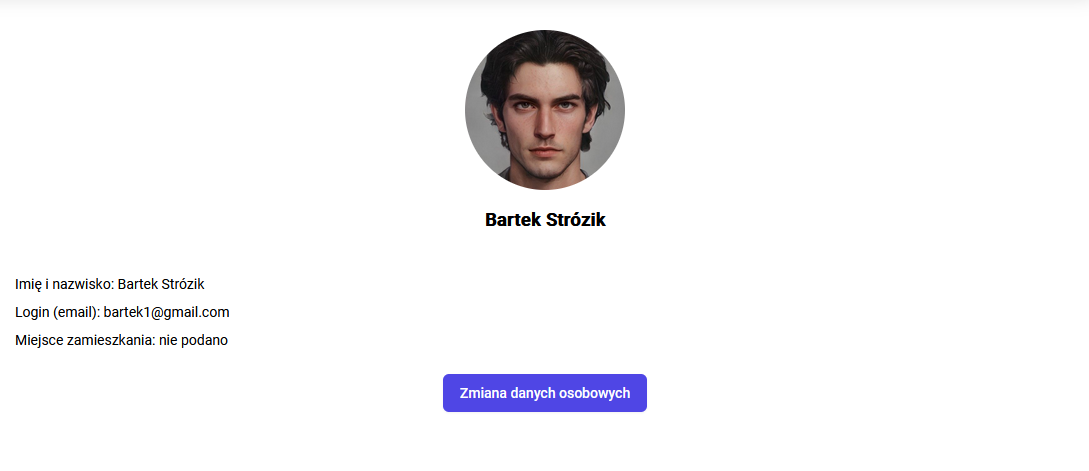 Bartek Strózik
Imię i nazwisko: Bartek Strózik
Login (email): bartek1@gmail.com
Miejsce zamieszkania: nie podano
Zmiana danych osobowych